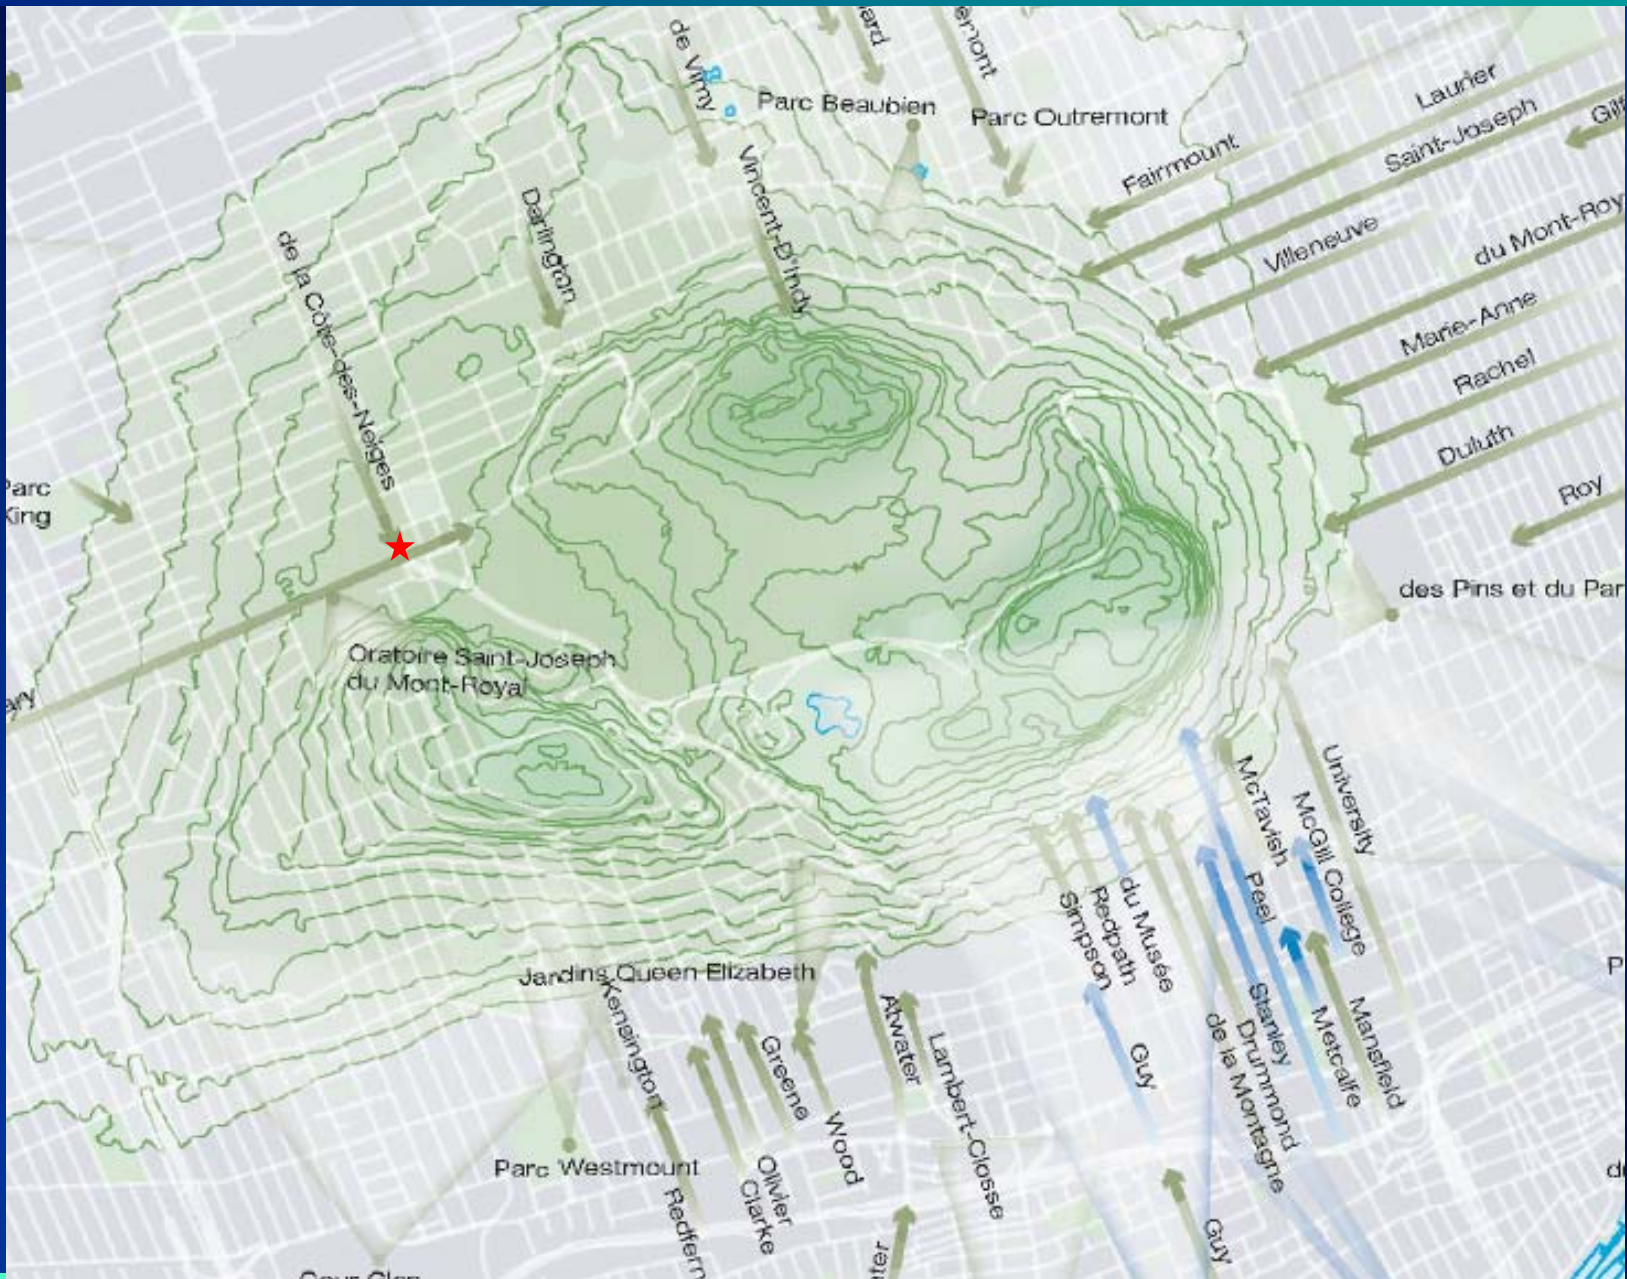 de Vimy
Parc Beaubien
Parc Outremont
Laurier
Saint-Joseph
Fairmount
Vincent-D'Indy
Darlington
de la Côte-des-Neiges
Villeneuve
du Mont-Roy
Marie-Anne
Rachel
Duluth
Roy
Parc
King
des Pins et du Par
Oratoire Saint-Joseph
du Mont-Royal
University
McTavish
McGill College
Peel
du Musée
Redpath
Simpson
Jardins Queen Elizabeth
Kensington
Greene
Atwater
Lambert-Closse
Guy
Stanley
Drummond
de la Montagne
Metcalfe
Mansfield
Wood
Parc Westmount
Olivier
Clarke
Redfern
Guy